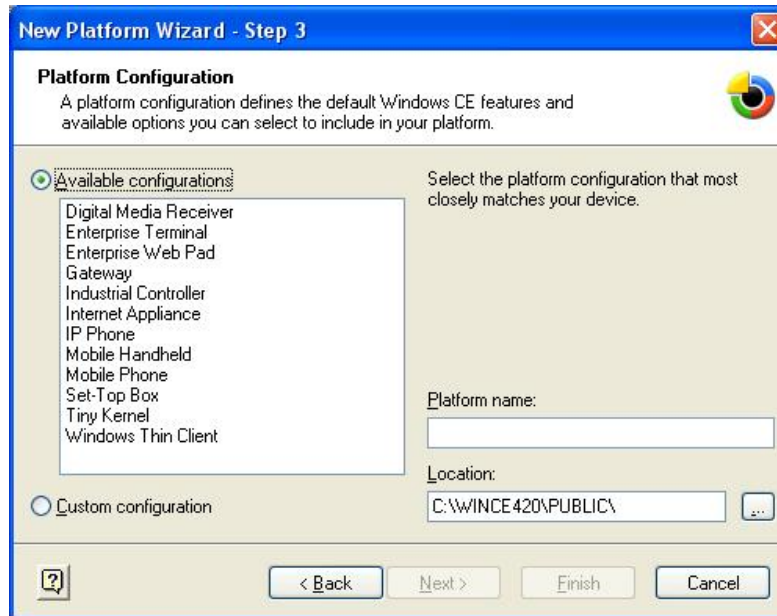 New Platform Wizard - Step 3
Platform Configuration
A platform configuration defines the default Windows CE features and
available options you can select to include in your platform.
Available configurations
Digital Media Receiver
Enterprise Terminal
Enterprise Web Pad
Gateway
Industrial Controller
Internet Appliance
IP Phone
Mobile Handheld
Mobile Phone
Set-Top Box
Tiny Kernel
Windows Thin Client
Custom configuration
Select the platform configuration that most
closely matches your device.
Platform name:
Location:
C:\WINCE420\PUBLIC\
...
?
< Back
Next >
Finish
Cancel